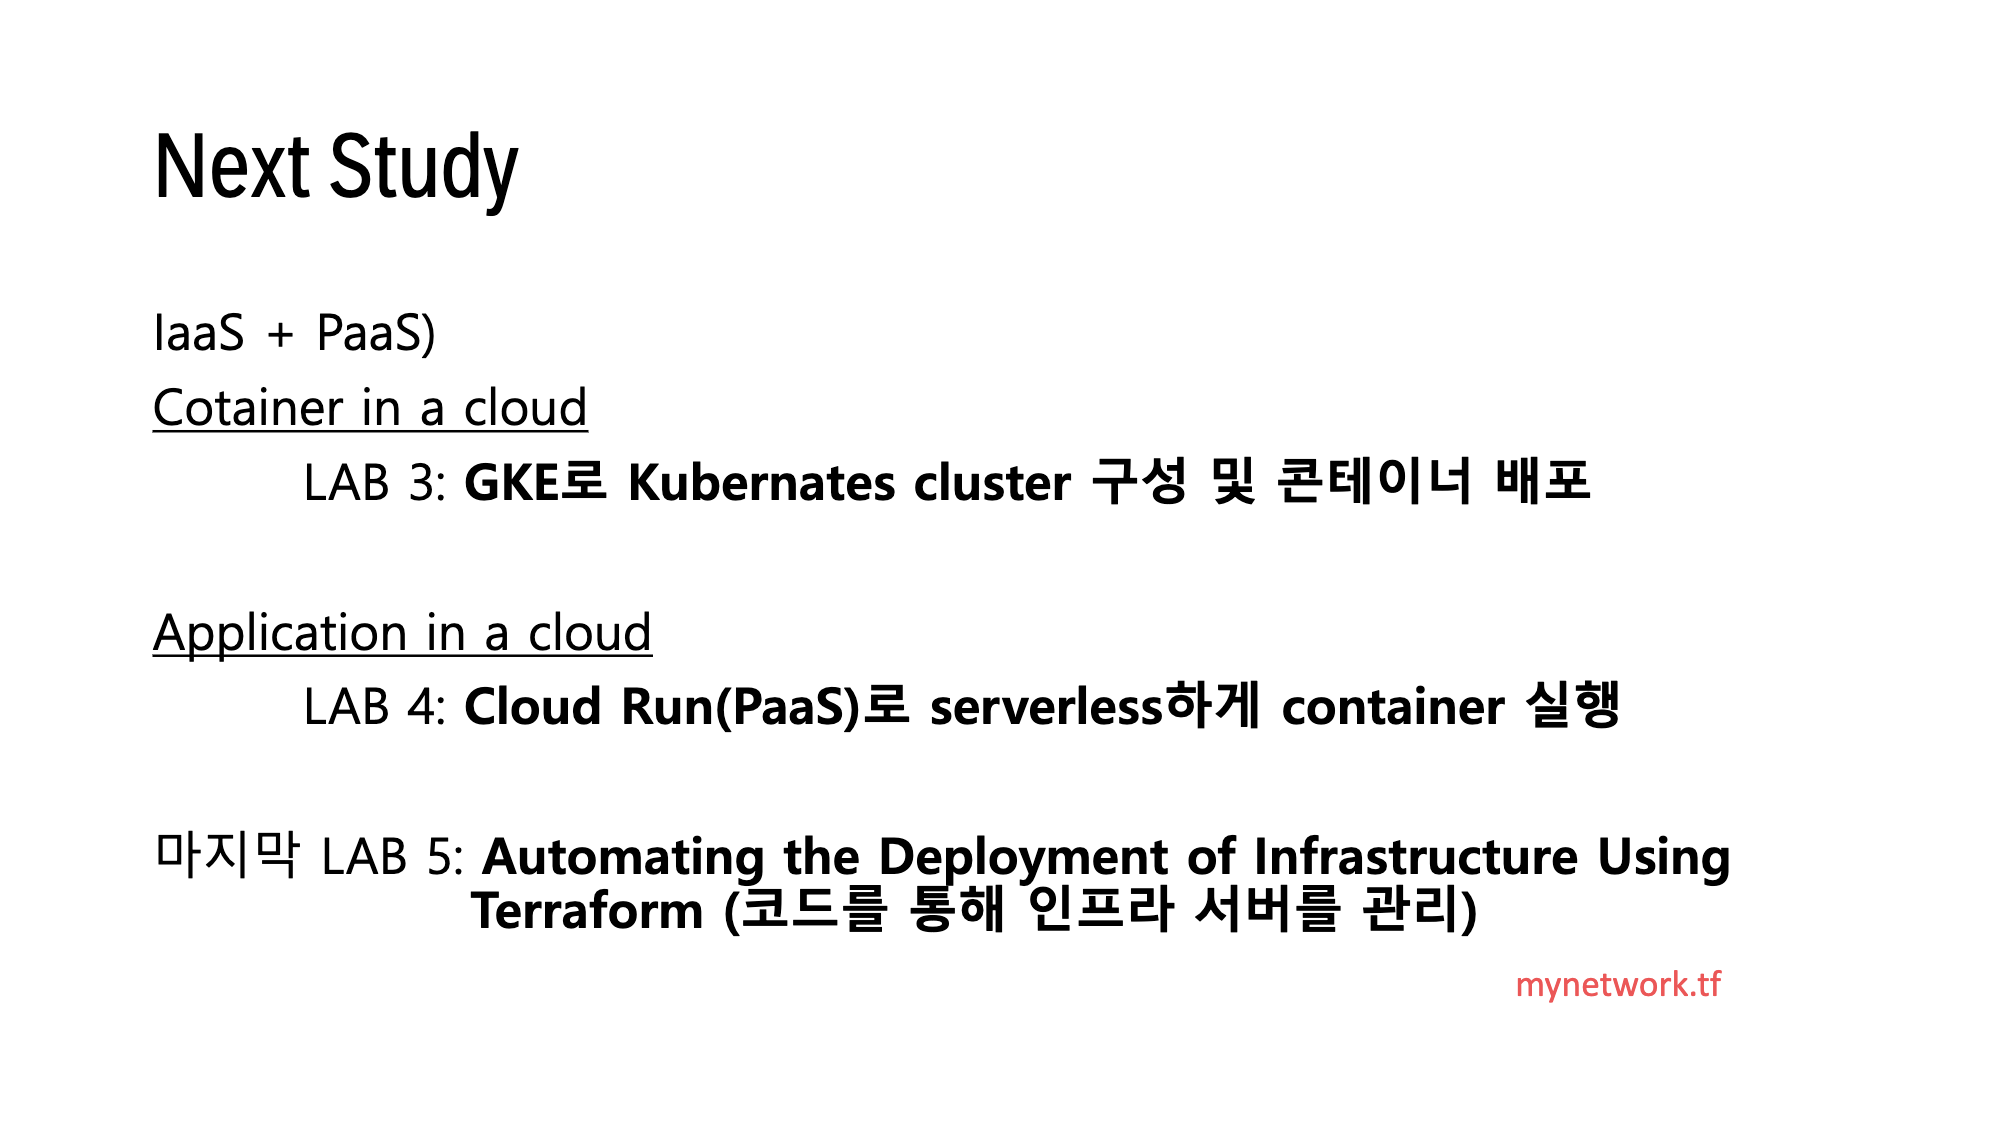 Next Study
IaaS + PaaS)
Cotainer in a cloud
LAB 3: GKE로 Kubernates cluster 구성 및 콘테이너 배포
Application in a cloud
LAB 4: Cloud Run(PaaS)로 serverless하게 container 실행
마지막 LAB 5: Automating the Deployment of Infrastructure Using
Terraform (코드를 통해 인프라 서버를 관리)
mynetwork.tf